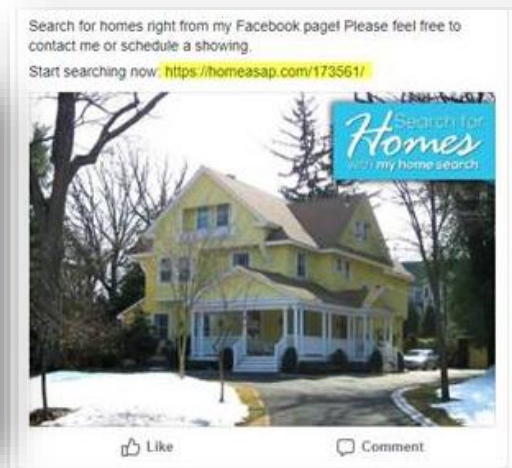 Search for homes right from my Facebook page! Please feel free to
contact me or schedule a showing.
Start searching now: https://homeasap.com/173561/
Search for
Homes
with my home search
Like
Comment